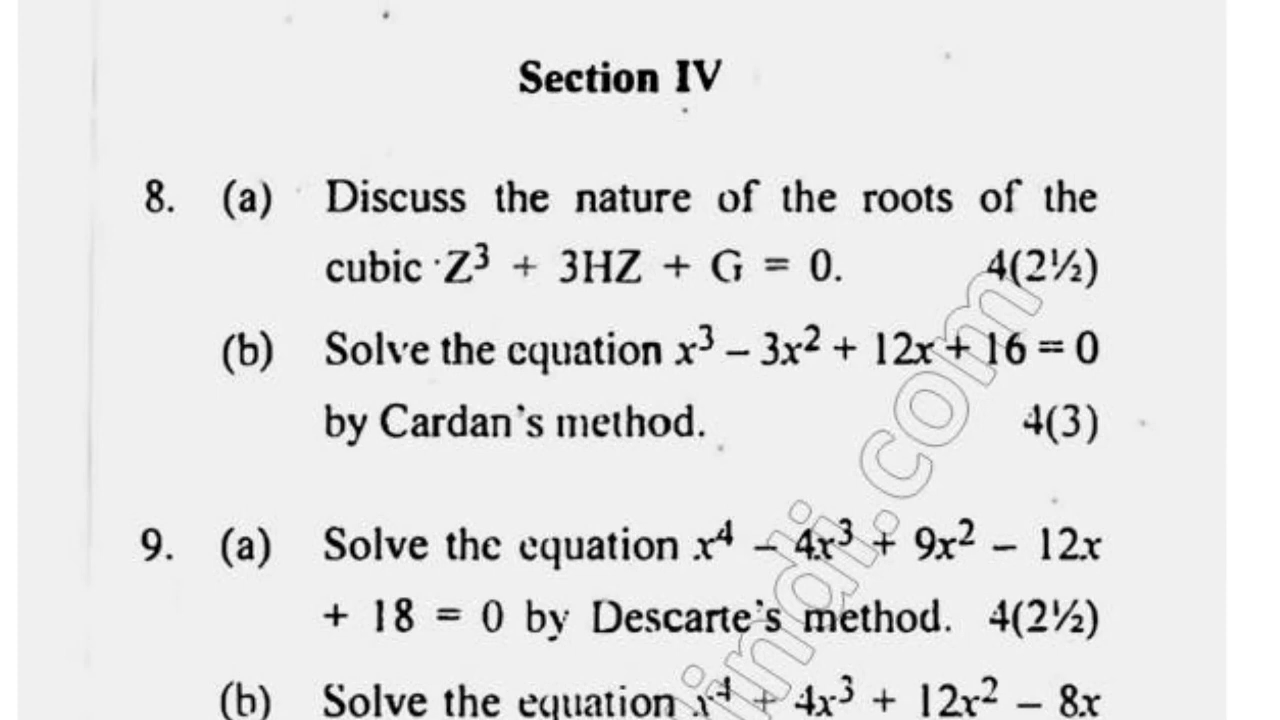 Section IV
8. (a) Discuss the nature of the roots of the
cubic Z³ + 3HZ + G = 0. 4(2½)
(b) Solve the equation x³ – 3x² + 12x + 16 = 0
by Cardan's method. 4(3)
9. (a) Solve the equation x⁴ – 4x³ + 9x² – 12x
+ 18 = 0 by Descarte's method. 4(2½)
(b) Solve the equation x⁴ + 4x³ + 12x² – 8x